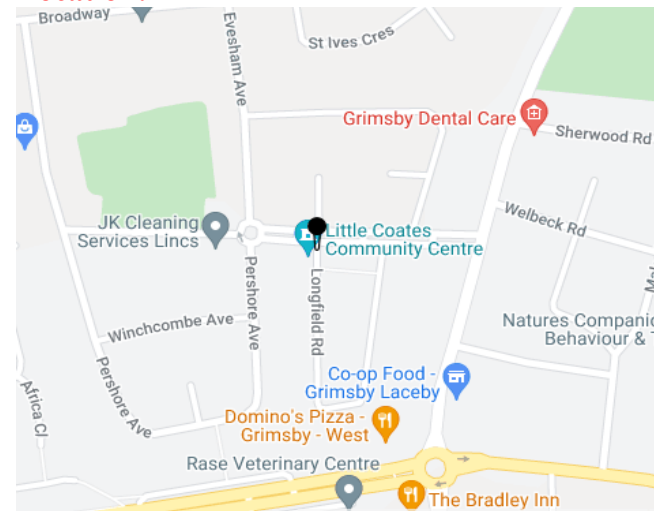 Broadway
Evesham Ave
St Ives Cres
Grimsby Dental Care
Sherwood Rd
Welbeck Rd
JK Cleaning
Services Lincs
Little Coates
Community Centre
Pershore Ave
Longfield Rd
Winchcombe Ave
Natures Companio
Behaviour & T
Pershore Ave
Africa Cl
Co-op Food -
Grimsby Laceby
Domino's Pizza -
Grimsby - West
Rase Veterinary Centre
The Bradley Inn